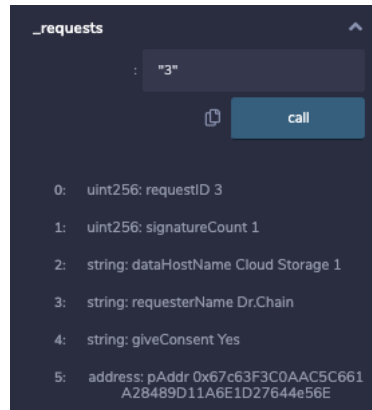 _requests
: "3"
call
0: uint256: requestID 3
1: uint256: signatureCount 1
2: string: dataHostName Cloud Storage 1
3: string: requesterName Dr.Chain
4: string: giveConsent Yes
5: address: pAddr 0x67c63F3C0AAC5C661
A28489D11A6E1D27644e56E